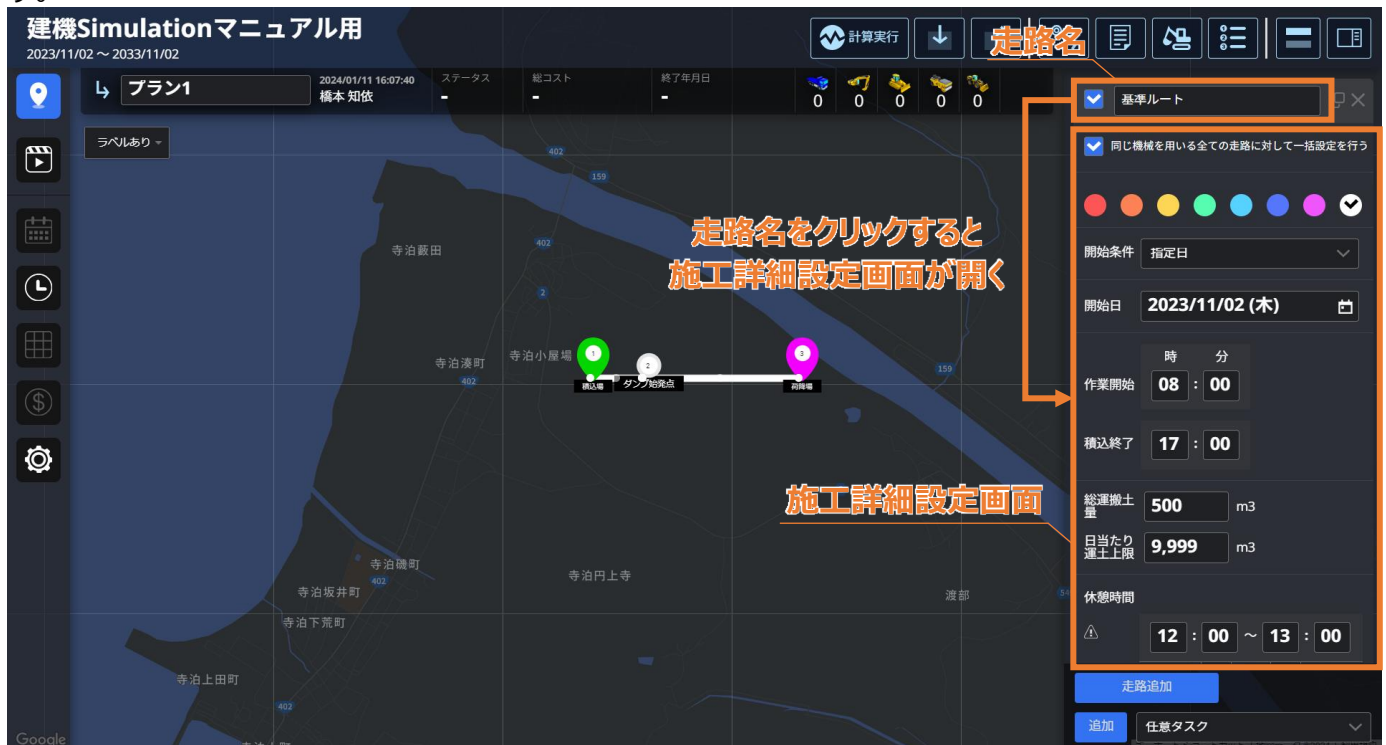 す。
建機Simulationマニュアル用
2023/11/02 ～ 2033/11/02
計算実行
走路名
プラン1
2024/01/11 16:07:40
橋本 知依
ステータス
-
総コスト
-
終了年月日
-
0 0 0 0 0
基準ルート
ラベルあり
同じ機械を用いる全ての走路に対して一括設定を行う
402
159
走路名をクリックすると
施工詳細設定画面が開く
寺泊藪田
402
2
開始条件 指定日
開始日 2023/11/02 (木)
時 分
作業開始 08 : 00
積込終了 17 : 00
寺泊小屋場
寺泊湊町
402
1
2
3
積込場
ダンプ始発点
荷降場
159
施工詳細設定画面
総運搬土量 500 m3
日当たり
運土上限 9,999 m3
寺泊磯町
402
寺泊坂井町
寺泊円上寺
渡部
寺泊下荒町
休憩時間
12 : 00 ～ 13 : 00
寺泊上田町
402
走路追加
追加 任意タスク
Google